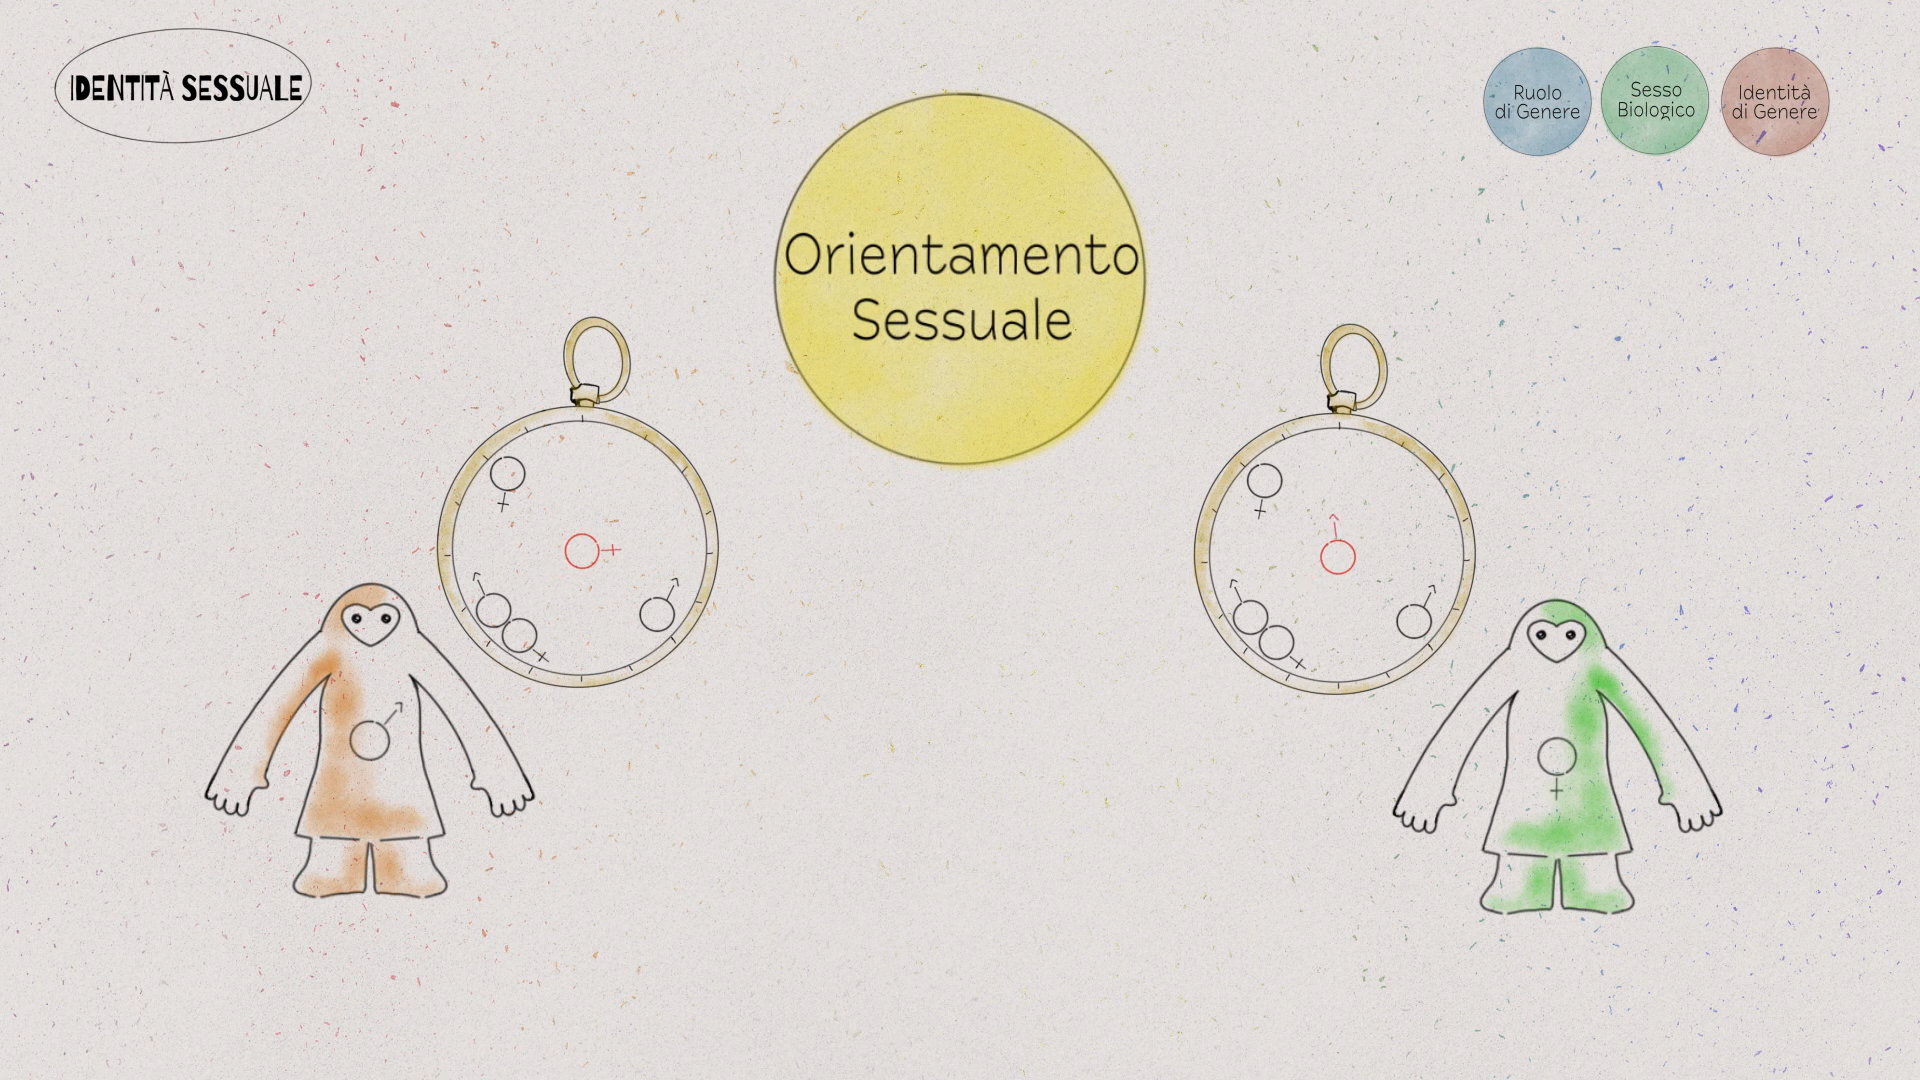 IDENTITÀ SESSUALE
Ruolo
di Genere
Sesso
Biologico
Identità
di Genere
Orientamento
Sessuale